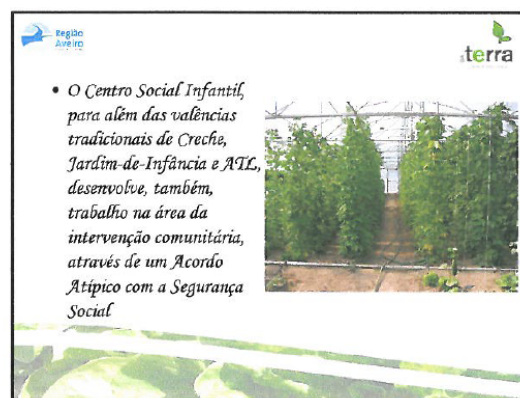 Região
Aveiro
terra
• O Centro Social Infantil,
para além das valências
tradicionais de Creche,
Jardim-de-Infância e ATL,
desenvolve, também,
trabalho na área da
intervenção comunitária,
através de um Acordo
Atípico com a Segurança
Social